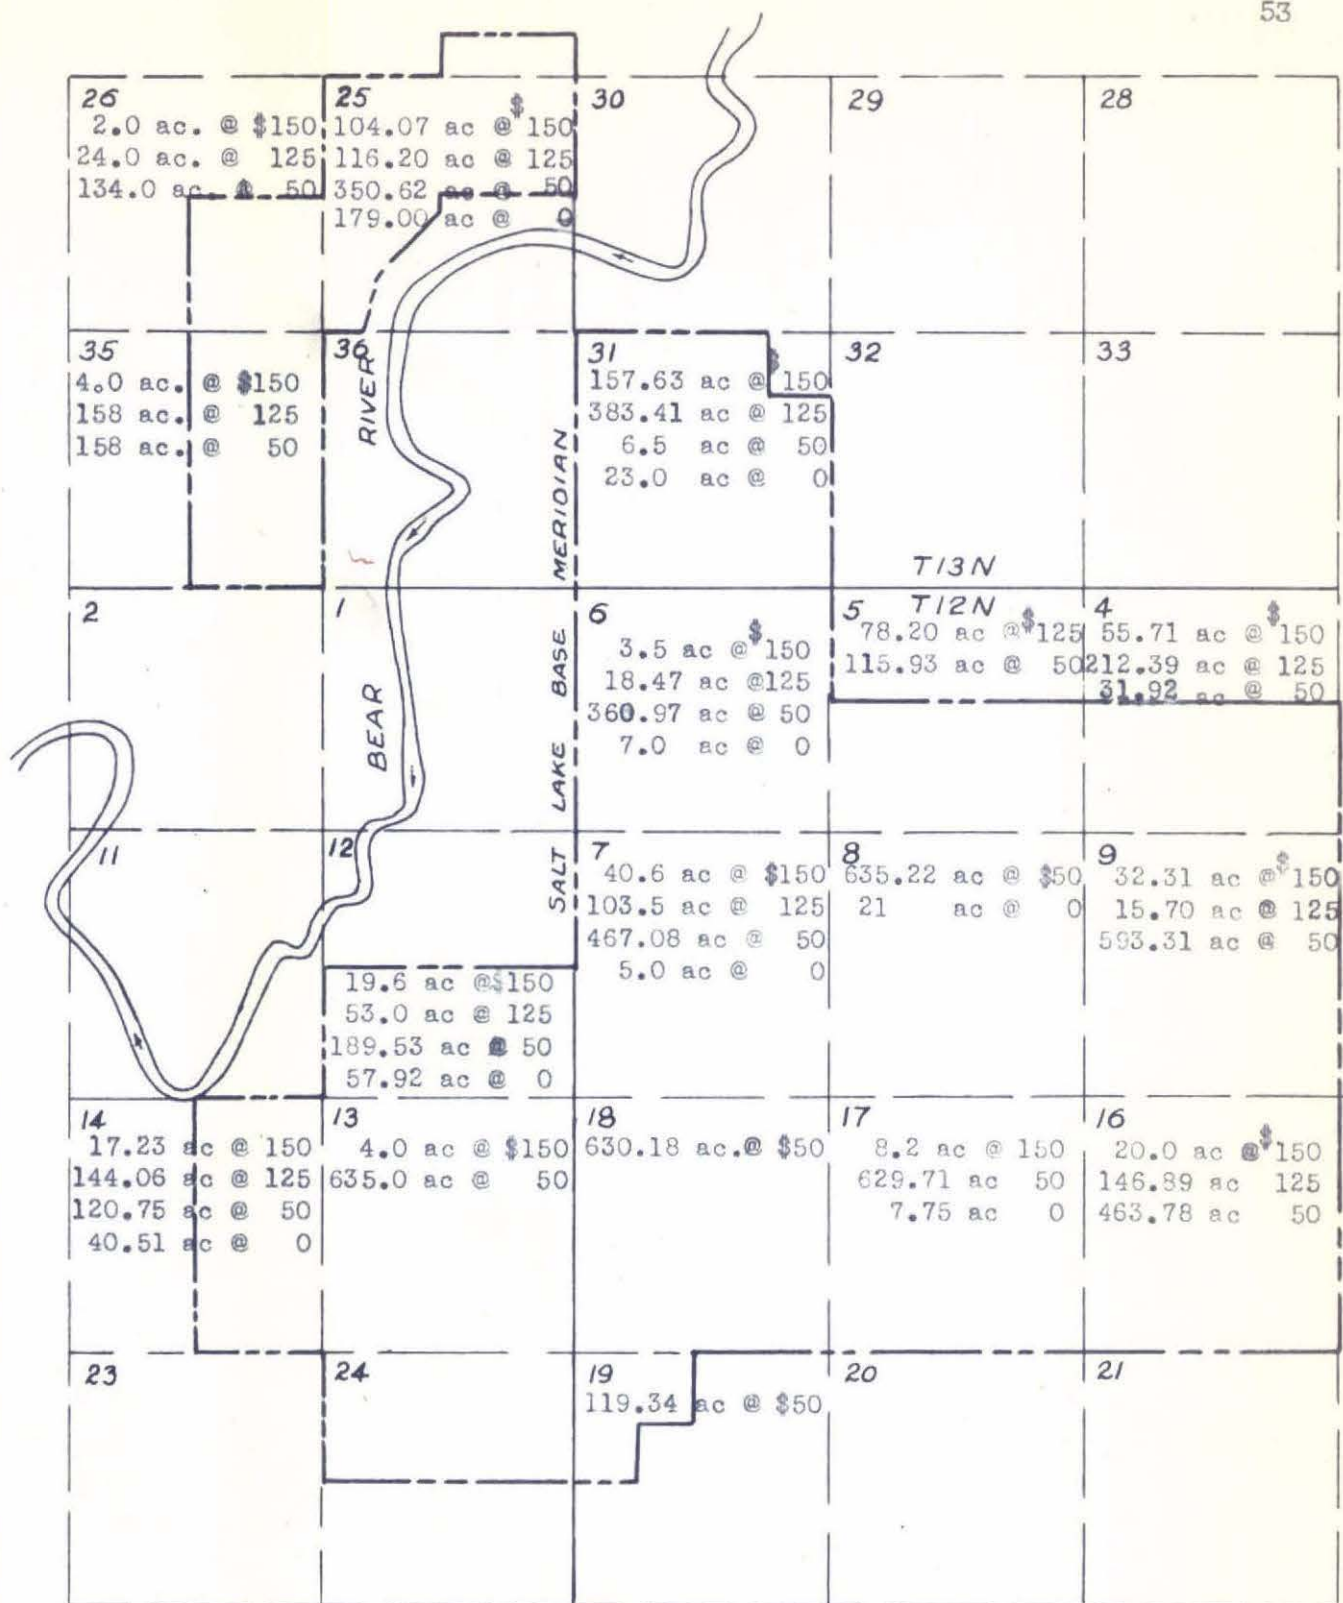 53
26
2.0 ac. @ $150
24.0 ac. @ 125
134.0 ac. @ 50
25
104.07 ac @ $150
116.20 ac @ 125
350.62 ac @ 50
179.00 ac @ 0
30
29
28
35
4.0 ac. @ $150
158 ac. @ 125
158 ac. @ 50
36
31
157.63 ac @ $150
383.41 ac @ 125
6.5 ac @ 50
23.0 ac @ 0
32
33
RIVER
BEAR
SALT LAKE BASE MERIDIAN
T13N
T12N
2
1
6
3.5 ac @ $150
18.47 ac @125
360.97 ac @ 50
7.0 ac @ 0
5
78.20 ac @ $125
115.93 ac @ 50
4
55.71 ac @ $150
212.39 ac @ 125
31.92 ac @ 50
11
12
19.6 ac @$150
53.0 ac @ 125
189.53 ac @ 50
57.92 ac @ 0
7
40.6 ac @ $150
103.5 ac @ 125
467.08 ac @ 50
5.0 ac @ 0
8
635.22 ac @ $50
21 ac @ 0
9
32.31 ac @ $150
15.70 ac @ 125
593.31 ac @ 50
14
17.23 ac @ 150
144.06 ac @ 125
120.75 ac @ 50
40.51 ac @ 0
13
4.0 ac @ $150
635.0 ac @ 50
18
630.18 ac.@ $50
17
8.2 ac @ 150
629.71 ac 50
7.75 ac 0
16
20.0 ac @ $150
146.89 ac 125
463.78 ac 50
23
24
19
119.34 ac @ $50
20
21